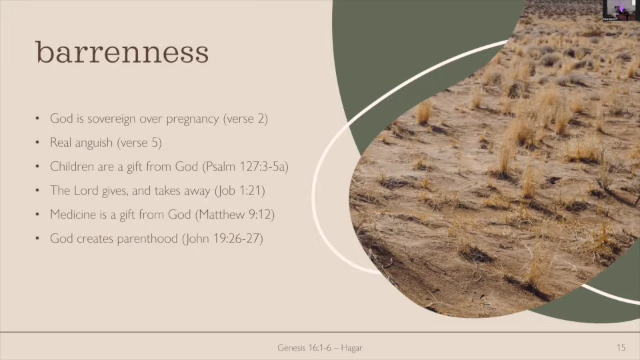 barrenness
• God is sovereign over pregnancy (verse 2)
• Real anguish (verse 5)
• Children are a gift from God (Psalm 127:3-5a)
• The Lord gives, and takes away (Job 1:21)
• Medicine is a gift from God (Matthew 9:12)
• God creates parenthood (John 19:26-27)
Genesis 16:1-6 – Hagar
15